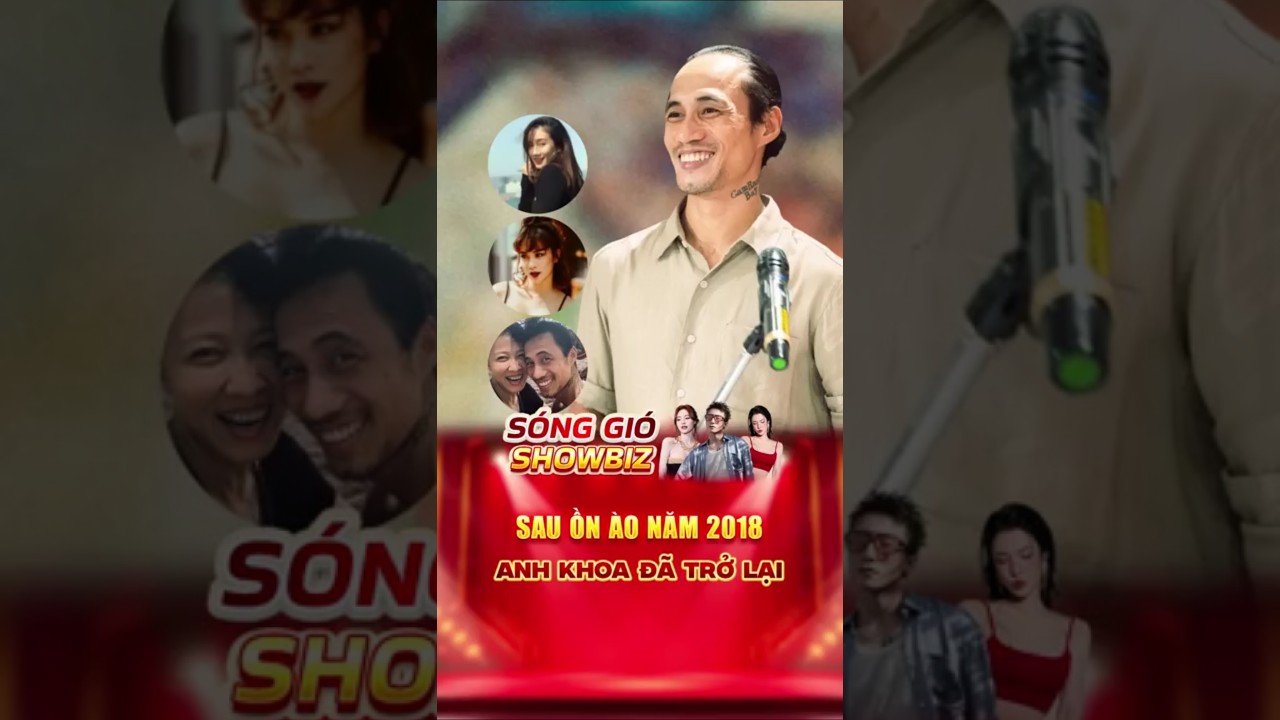 SÓNG GIÓ
SHOWBIZ
SAU ỒN ÀO NĂM 2018
ANH KHOA ĐÃ TRỞ LẠI